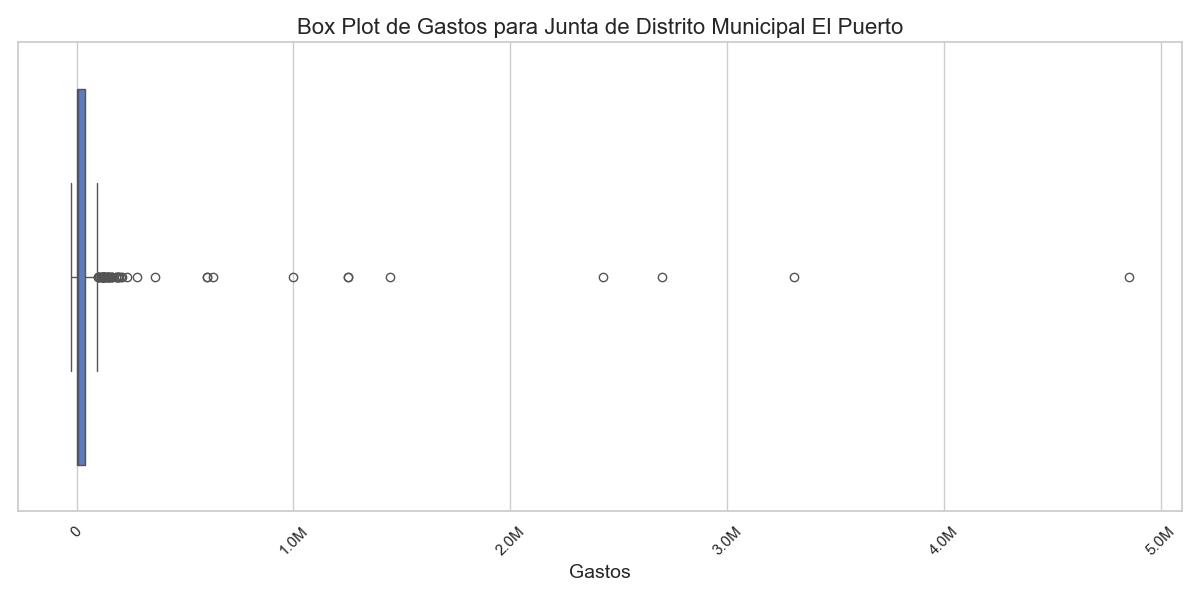 Box Plot de Gastos para Junta de Distrito Municipal El Puerto
0
1.0M
2.0M
3.0M
4.0M
5.0M
Gastos